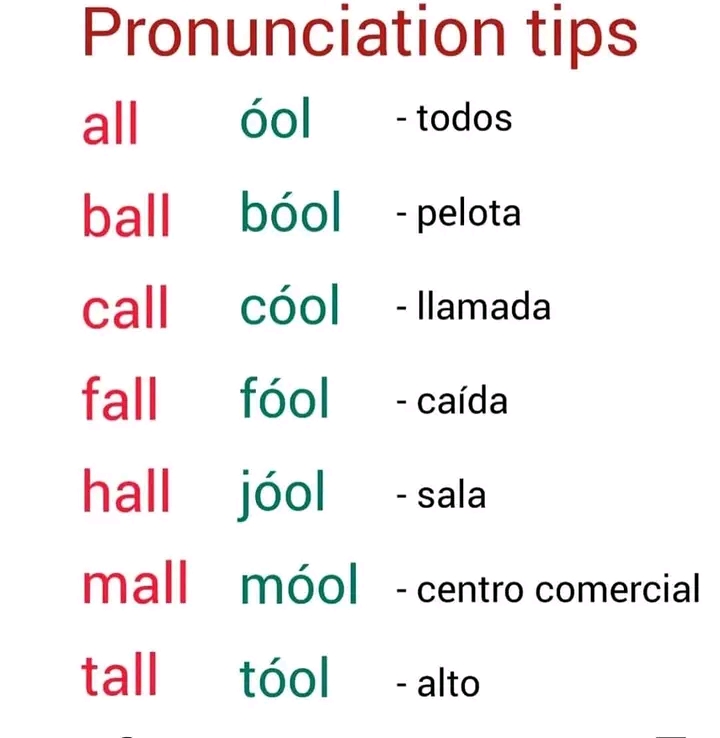 Pronunciation tips
all óol - todos
ball bóol - pelota
call cóol - llamada
fall fóol - caída
hall jóol - sala
mall móol - centro comercial
tall tóol - alto